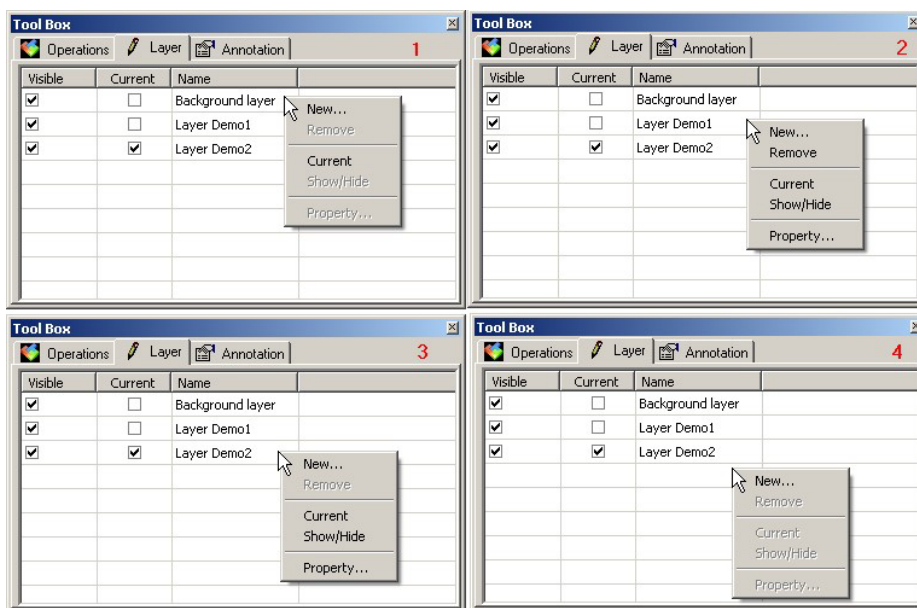 Tool Box
Operations Layer Annotation 1
Visible Current Name
Background layer
Layer Demo1
Layer Demo2
New...
Remove
Current
Show/Hide
Property...
Tool Box
Operations Layer Annotation 2
Visible Current Name
Background layer
Layer Demo1
Layer Demo2
New...
Remove
Current
Show/Hide
Property...
Tool Box
Operations Layer Annotation 3
Visible Current Name
Background layer
Layer Demo1
Layer Demo2
New...
Remove
Current
Show/Hide
Property...
Tool Box
Operations Layer Annotation 4
Visible Current Name
Background layer
Layer Demo1
Layer Demo2
New...
Remove
Current
Show/Hide
Property...